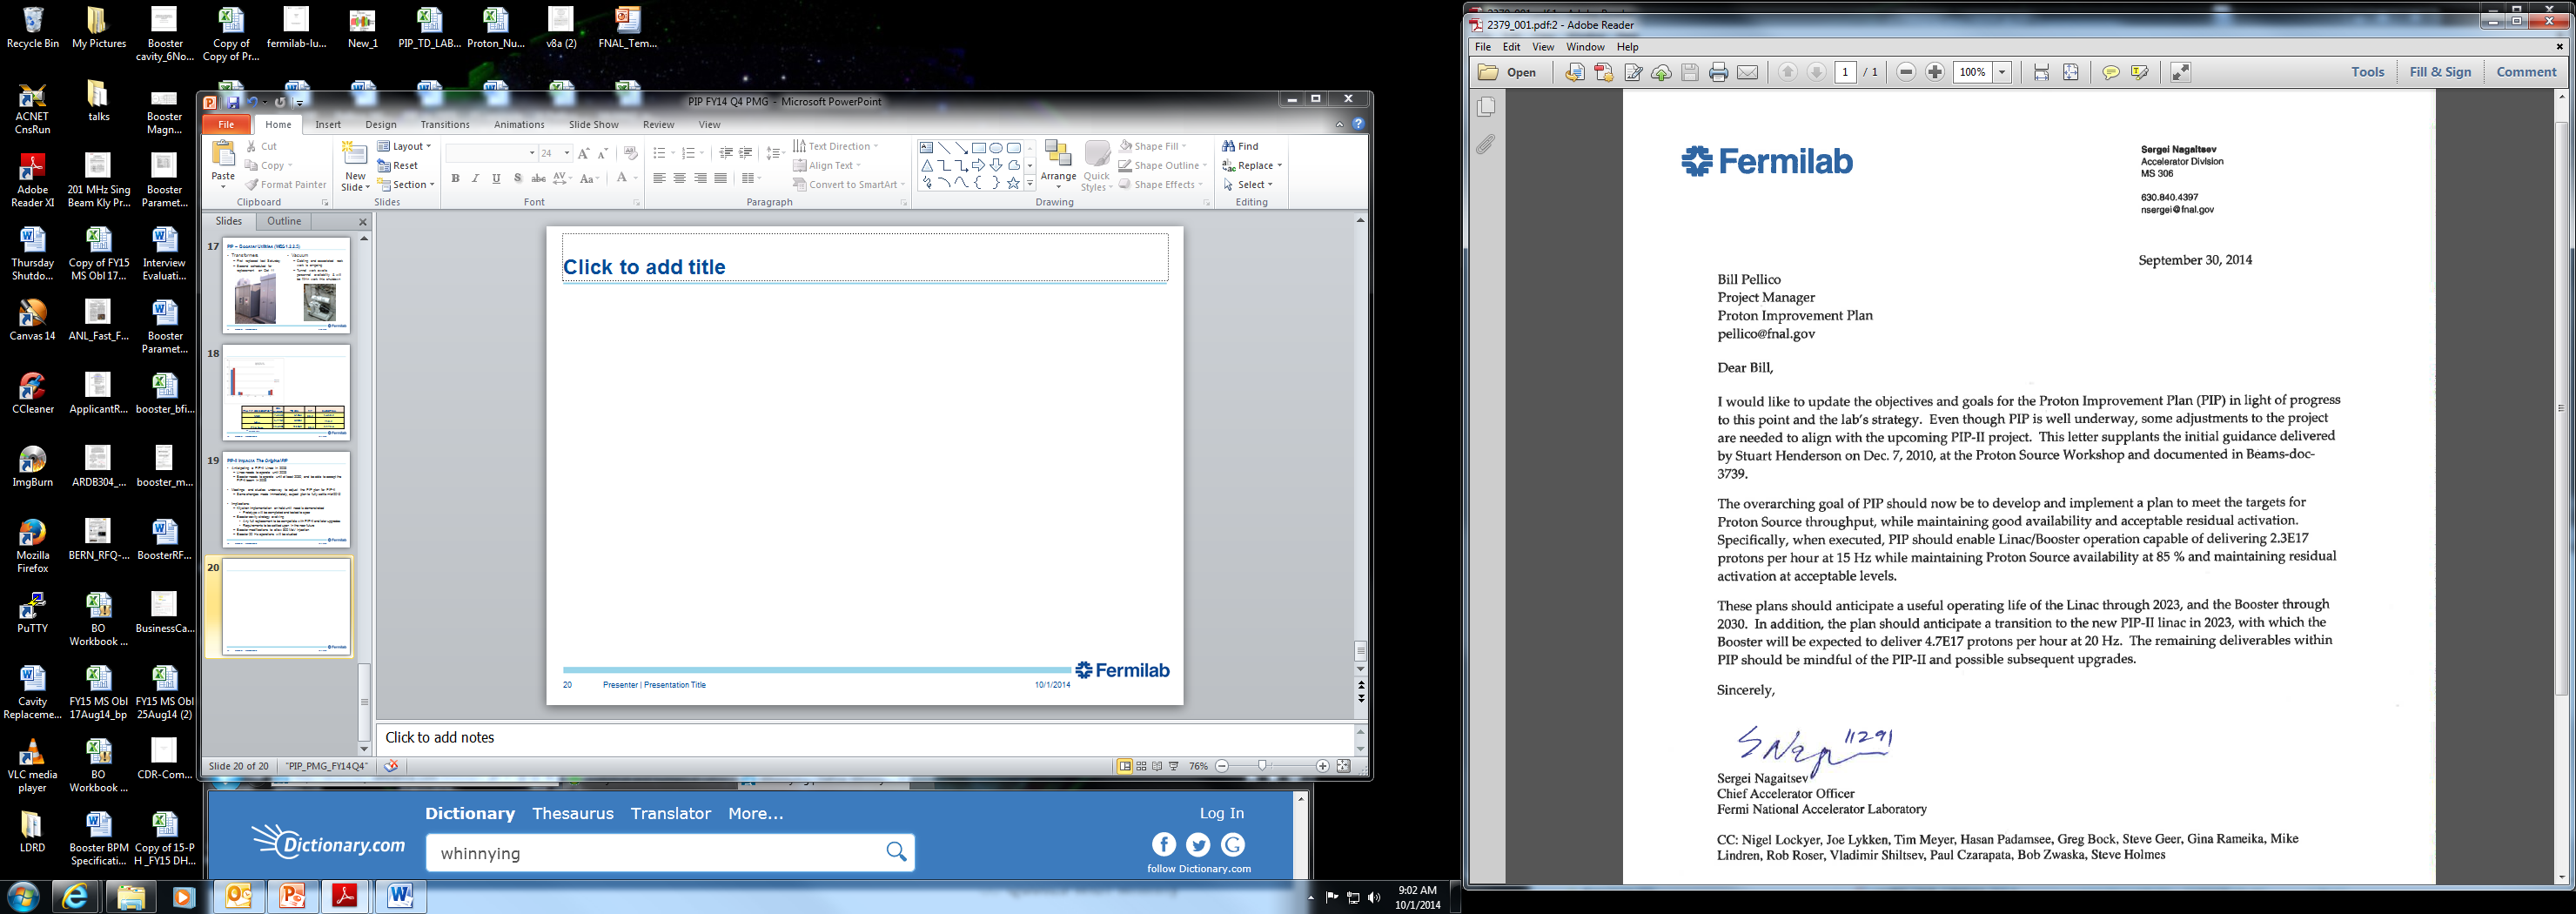 Recycle Bin
My Pictures
Booster
cavity_6No...
Copy of
Copy of Pr...
fermilab-lu...
New_1
PIP_TD_LAB...
Proton_Nu...
v8a (2)
FNAL_Tem...
ACNET
CnsRun
talks
Booster
Magn...
Adobe
Reader XI
201 MHz Sing
Beam Kly Pr...
Booster
Paramet...
Thursday
Shutdo...
Copy of FY15
MS Obl 17...
Interview
Evaluati...
Canvas 14
ANL_Fast_F...
Booster
Paramet...
CCleaner
ApplicantR...
booster_bfi...
ImgBurn
ARDB304_...
booster_m...
Mozilla
Firefox
BERN_RFQ-...
BoosterRF...
PuTTY
BO
Workbook ...
BusinessCa...
Cavity
Replaceme...
FY15 MS Obl
17Aug14_bp
FY15 MS Obl
25Aug14 (2)
VLC media
player
BO
Workbook ...
CDR-Com...
LDRD
Booster BPM
Specificati...
Copy of 15-P
H _FY15 DH...
PIP FY14 Q4 PMG - Microsoft PowerPoint
File Home Insert Design Transitions Animations Slide Show Review View
Paste
Cut
Copy
Format Painter
Clipboard
New
Slide
Layout
Reset
Section
Slides
24
Font
Text Direction
Align Text
Convert to SmartArt
Paragraph
Arrange
Quick
Styles
Shape Fill
Shape Outline
Shape Effects
Drawing
Find
Replace
Select
Editing
Slides Outline
17
18
19
20
Click to add title
20 Presenter | Presentation Title 10/1/2014
Fermilab
Click to add notes
Slide 20 of 20 "PIP_PMG_FY14Q4" 76%
Dictionary Thesaurus Translator More... Log In
Dictionary.com
whinnying
follow Dictionary.com
9:02 AM
10/1/2014
2379_001.pdf:2 - Adobe Reader
File Edit View Window Help
Open 1 / 1 100% Tools Fill & Sign Comment
Fermilab
Sergei Nagaitsev
Accelerator Division
MS 306
630.840.4397
nsergei@fnal.gov
September 30, 2014
Bill Pellico
Project Manager
Proton Improvement Plan
pellico@fnal.gov
Dear Bill,
I would like to update the objectives and goals for the Proton Improvement Plan (PIP) in light of progress
to this point and the lab's strategy. Even though PIP is well underway, some adjustments to the project
are needed to align with the upcoming PIP-II project. This letter supplants the initial guidance delivered
by Stuart Henderson on Dec. 7, 2010, at the Proton Source Workshop and documented in Beams-doc-
3739.
The overarching goal of PIP should now be to develop and implement a plan to meet the targets for
Proton Source throughput, while maintaining good availability and acceptable residual activation.
Specifically, when executed, PIP should enable Linac/Booster operation capable of delivering 2.3E17
protons per hour at 15 Hz while maintaining Proton Source availability at 85 % and maintaining residual
activation at acceptable levels.
These plans should anticipate a useful operating life of the Linac through 2023, and the Booster through
2030. In addition, the plan should anticipate a transition to the new PIP-II linac in 2023, with which the
Booster will be expected to deliver 4.7E17 protons per hour at 20 Hz. The remaining deliverables within
PIP should be mindful of the PIP-II and possible subsequent upgrades.
Sincerely,
Sergei Nagaitsev
Chief Accelerator Officer
Fermi National Accelerator Laboratory
CC: Nigel Lockyer, Joe Lykken, Tim Meyer, Hasan Padamsee, Greg Bock, Steve Geer, Gina Rameika, Mike
Lindren, Rob Roser, Vladimir Shiltsev, Paul Czarapata, Bob Zwaska, Steve Holmes